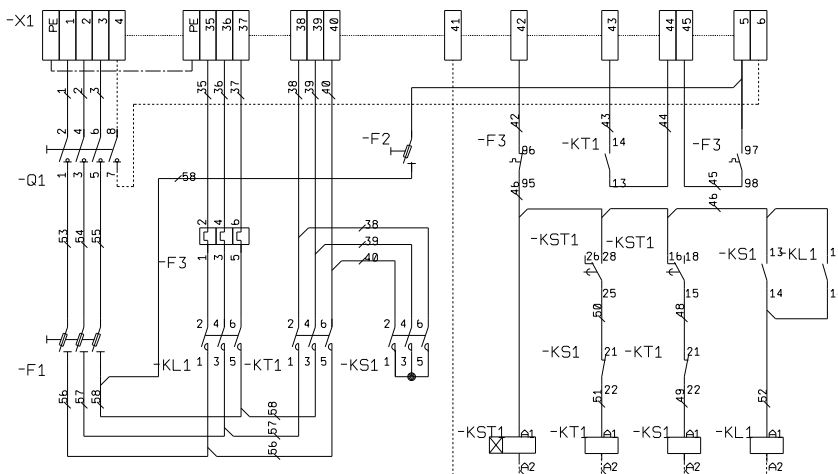 -X1 PE 1 2 3 4 PE 35 36 37 38 39 40 41 42 43 44 45 5 6
1 2 3 35 36 37 38 39 40 42 43 44
2 4 6 8 -F2 -F3 96 -KT1 14 -F3 97
-Q1 1 3 5 7 58 46 95 13 45 98
46
53 54 55 2 4 6 38
39
40
-F3 1 3 5
-KST1 26 28 -KST1 16 18 -KS1 13 -KL1 1
25 15 14 1
50 48
2 4 6 2 4 6 2 4 6
-F1 -KL1 1 3 5 -KT1 1 3 5 -KS1 1 3 5 -KS1 21 -KT1 21
56 57 58 51 22 49 22 52
58
57
56
-KST1 A1 -KT1 A1 -KS1 A1 -KL1 A1
A2 A2 A2 A2